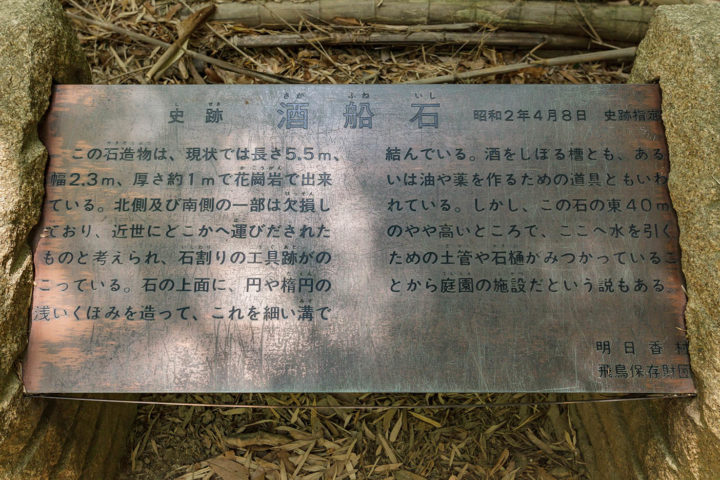 史跡 酒船石 昭和2年4月8日 史跡指定
この石造物は、現状では長さ5.5m、
幅2.3m、厚さ約1mで花崗岩で出来
ている。北側及び南側の一部は欠損し
ており、近世にどこかへ運びだされた
ものと考えられ、石割りの工具跡がの
こっている。石の上面に、円や楕円の
浅いくぼみを造って、これを細い溝で
結んでいる。酒をしぼる槽とも、ある
いは油や薬を作るための道具ともいわ
れている。しかし、この石の東40m
のやや高いところで、ここへ水を引く
ための土管や石樋がみつかっているこ
とから庭園の施設だという説もある。
明日香村
飛鳥保存財団